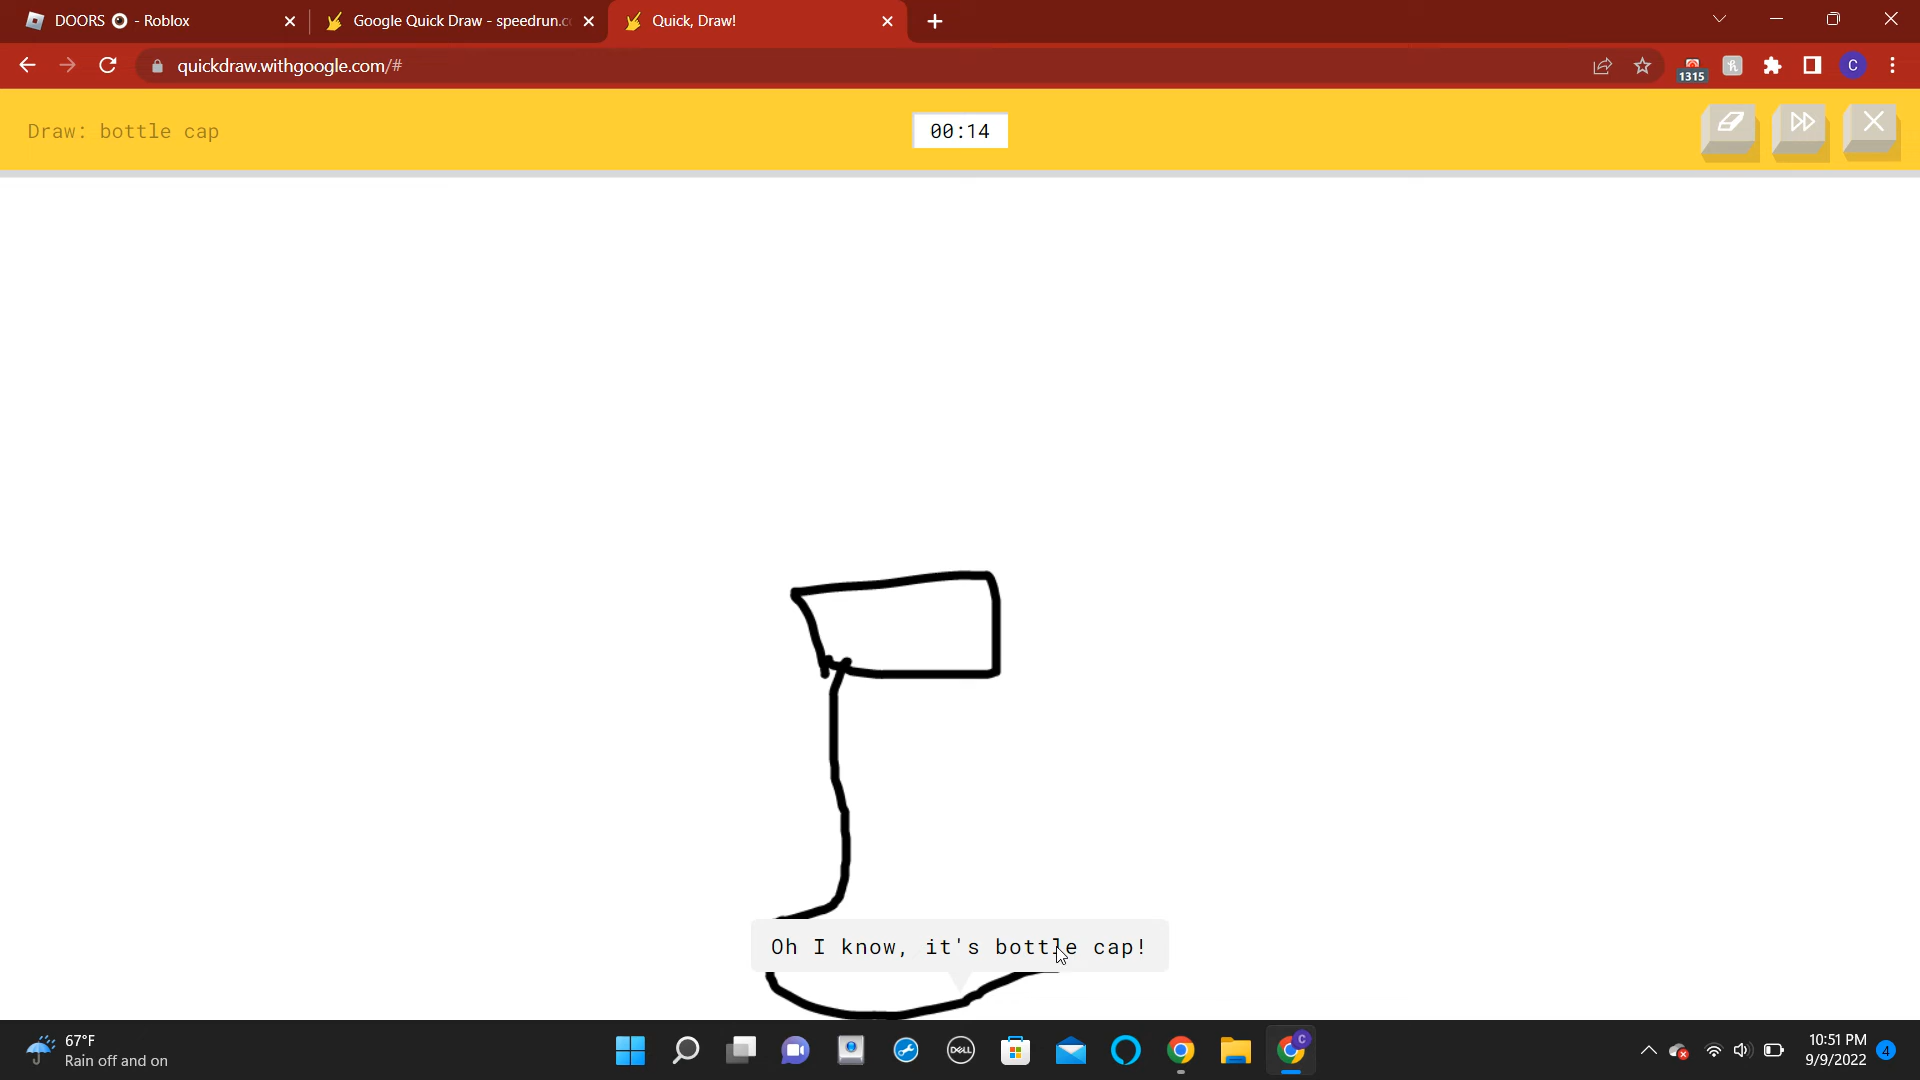 DOORS - Roblox
Google Quick Draw - speedrun.c
Quick, Draw!
quickdraw.withgoogle.com/#
1315
C
Draw: bottle cap
00:14
Oh I know, it's bottle cap!
67°F
Rain off and on
DELL
C
10:51 PM
9/9/2022
4